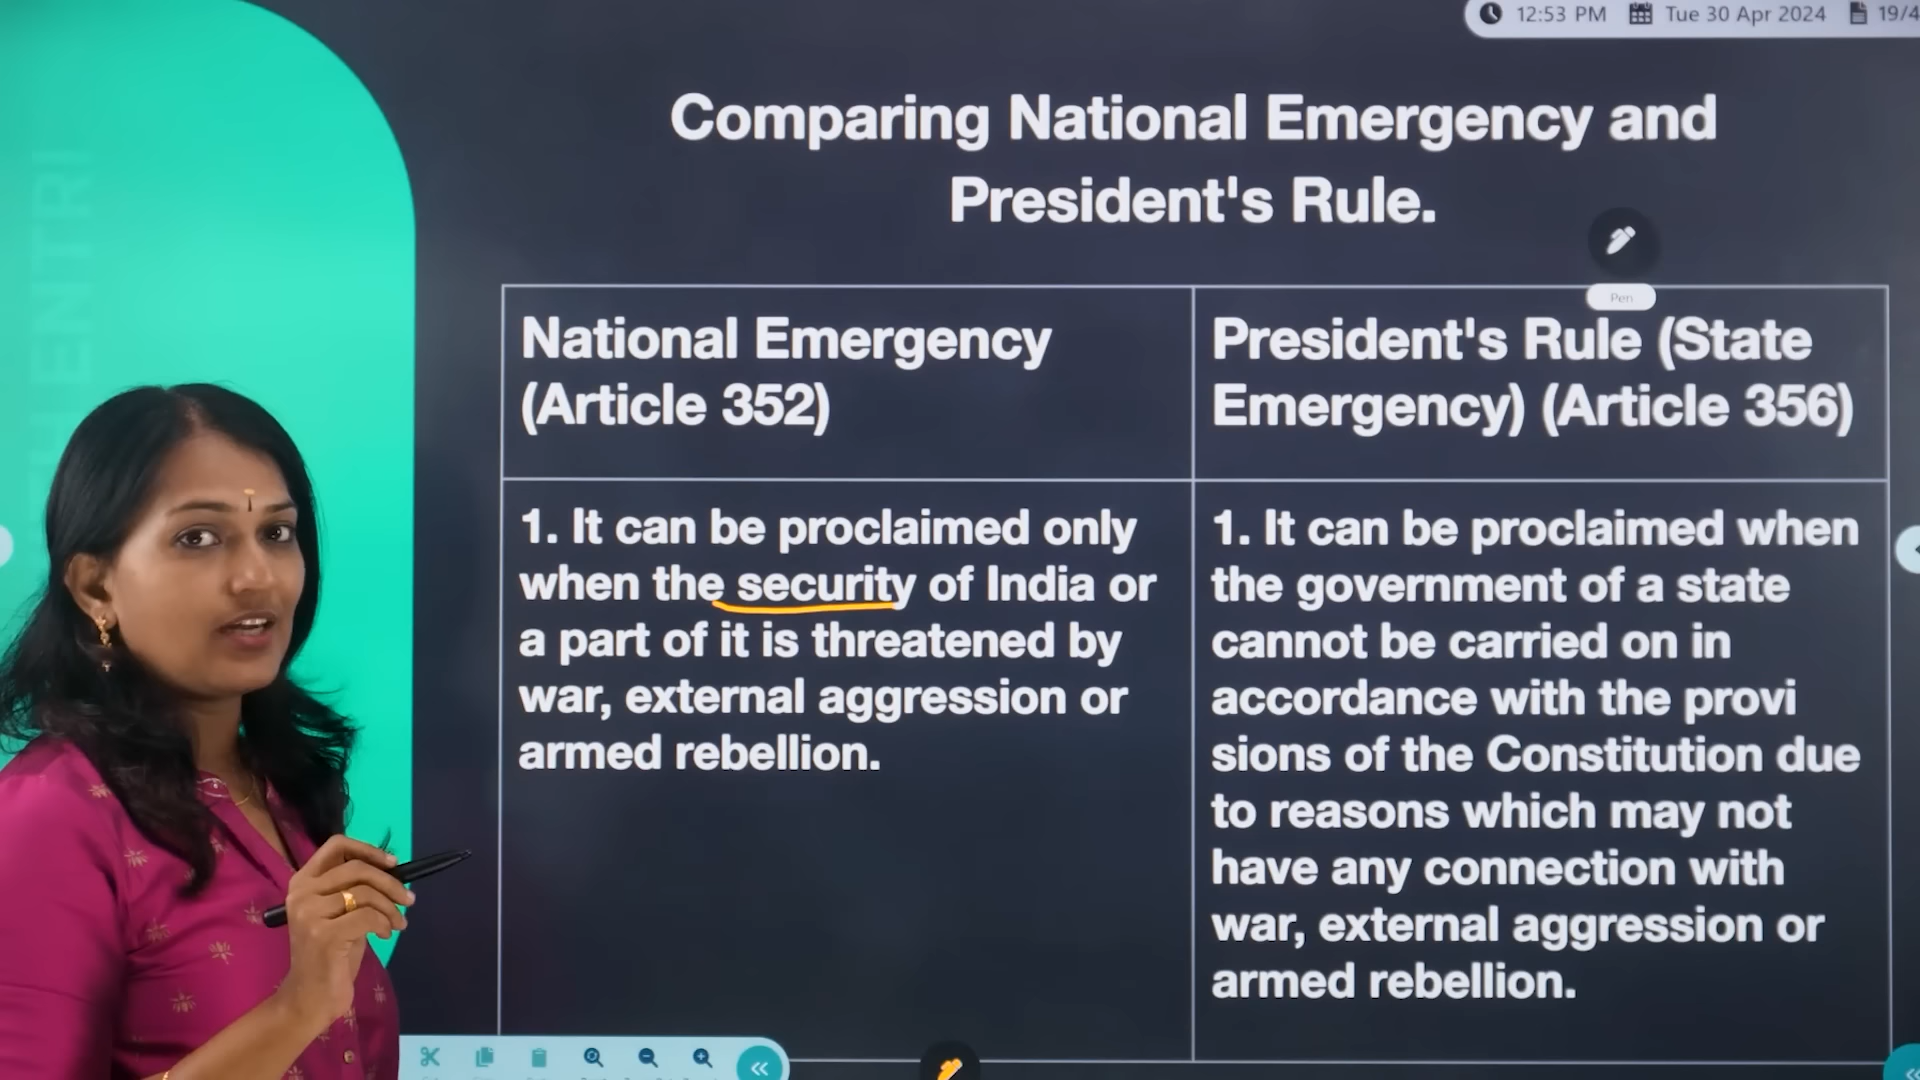 12:53 PM Tue 30 Apr 2024 19/4
Comparing National Emergency and
President's Rule.
Pen
National Emergency
(Article 352)
President's Rule (State
Emergency) (Article 356)
1. It can be proclaimed only
when the security of India or
a part of it is threatened by
war, external aggression or
armed rebellion.
1. It can be proclaimed when
the government of a state
cannot be carried on in
accordance with the provi
sions of the Constitution due
to reasons which may not
have any connection with
war, external aggression or
armed rebellion.
ENTRI